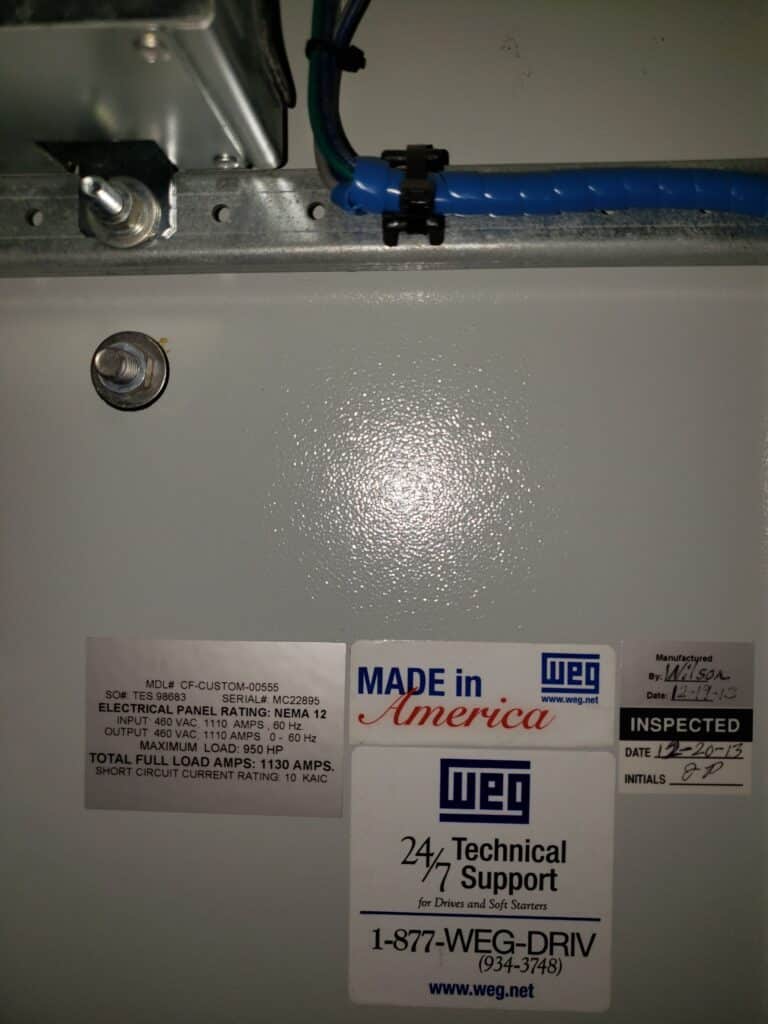 MDL# CF-CUSTOM-00555
SO#: TES 98683 SERIAL#: MC22895
ELECTRICAL PANEL RATING: NEMA 12
INPUT: 460 VAC, 1110 AMPS , 60 Hz.
OUTPUT 460 VAC, 1110 AMPS 0 - 60 Hz
MAXIMUM LOAD: 950 HP
TOTAL FULL LOAD AMPS: 1130 AMPS.
SHORT CIRCUIT CURRENT RATING: 10 KAIC
MADE in
America
WEG
www.weg.net
Manufactured
By: Wilson
Date: 12-19-13
INSPECTED
DATE 12-20-13
INITIALS JP
WEG
24/7 Technical
Support
for Drives and Soft Starters
1-877-WEG-DRIV
(934-3748)
www.weg.net